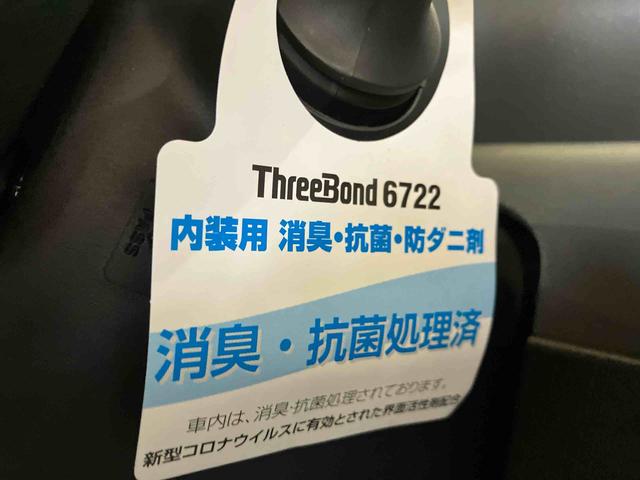 ThreeBond 6722
内装用 消臭・抗菌・防ダニ剤
消臭・抗菌処理済
車内は、消臭・抗菌処理されております。
新型コロナウイルスに有効とされた界面活性剤配合